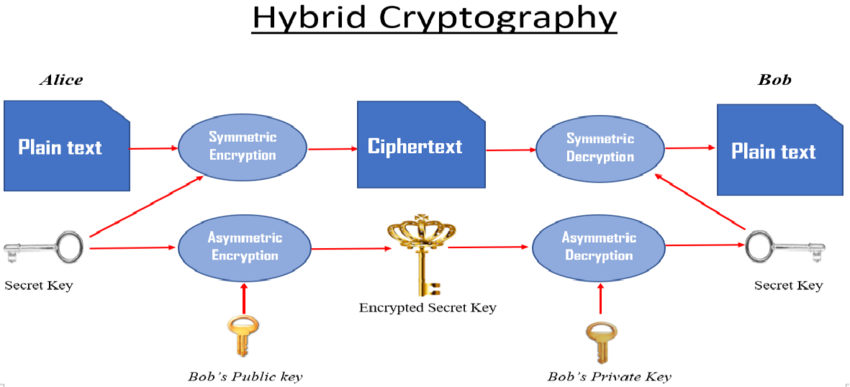 Hybrid Cryptography
Alice
Bob
Plain text
Symmetric
Encryption
Ciphertext
Symmetric
Decryption
Plain text
Asymmetric
Encryption
Asymmetric
Decryption
Secret Key
Encrypted Secret Key
Secret Key
Bob's Public key
Bob's Private Key